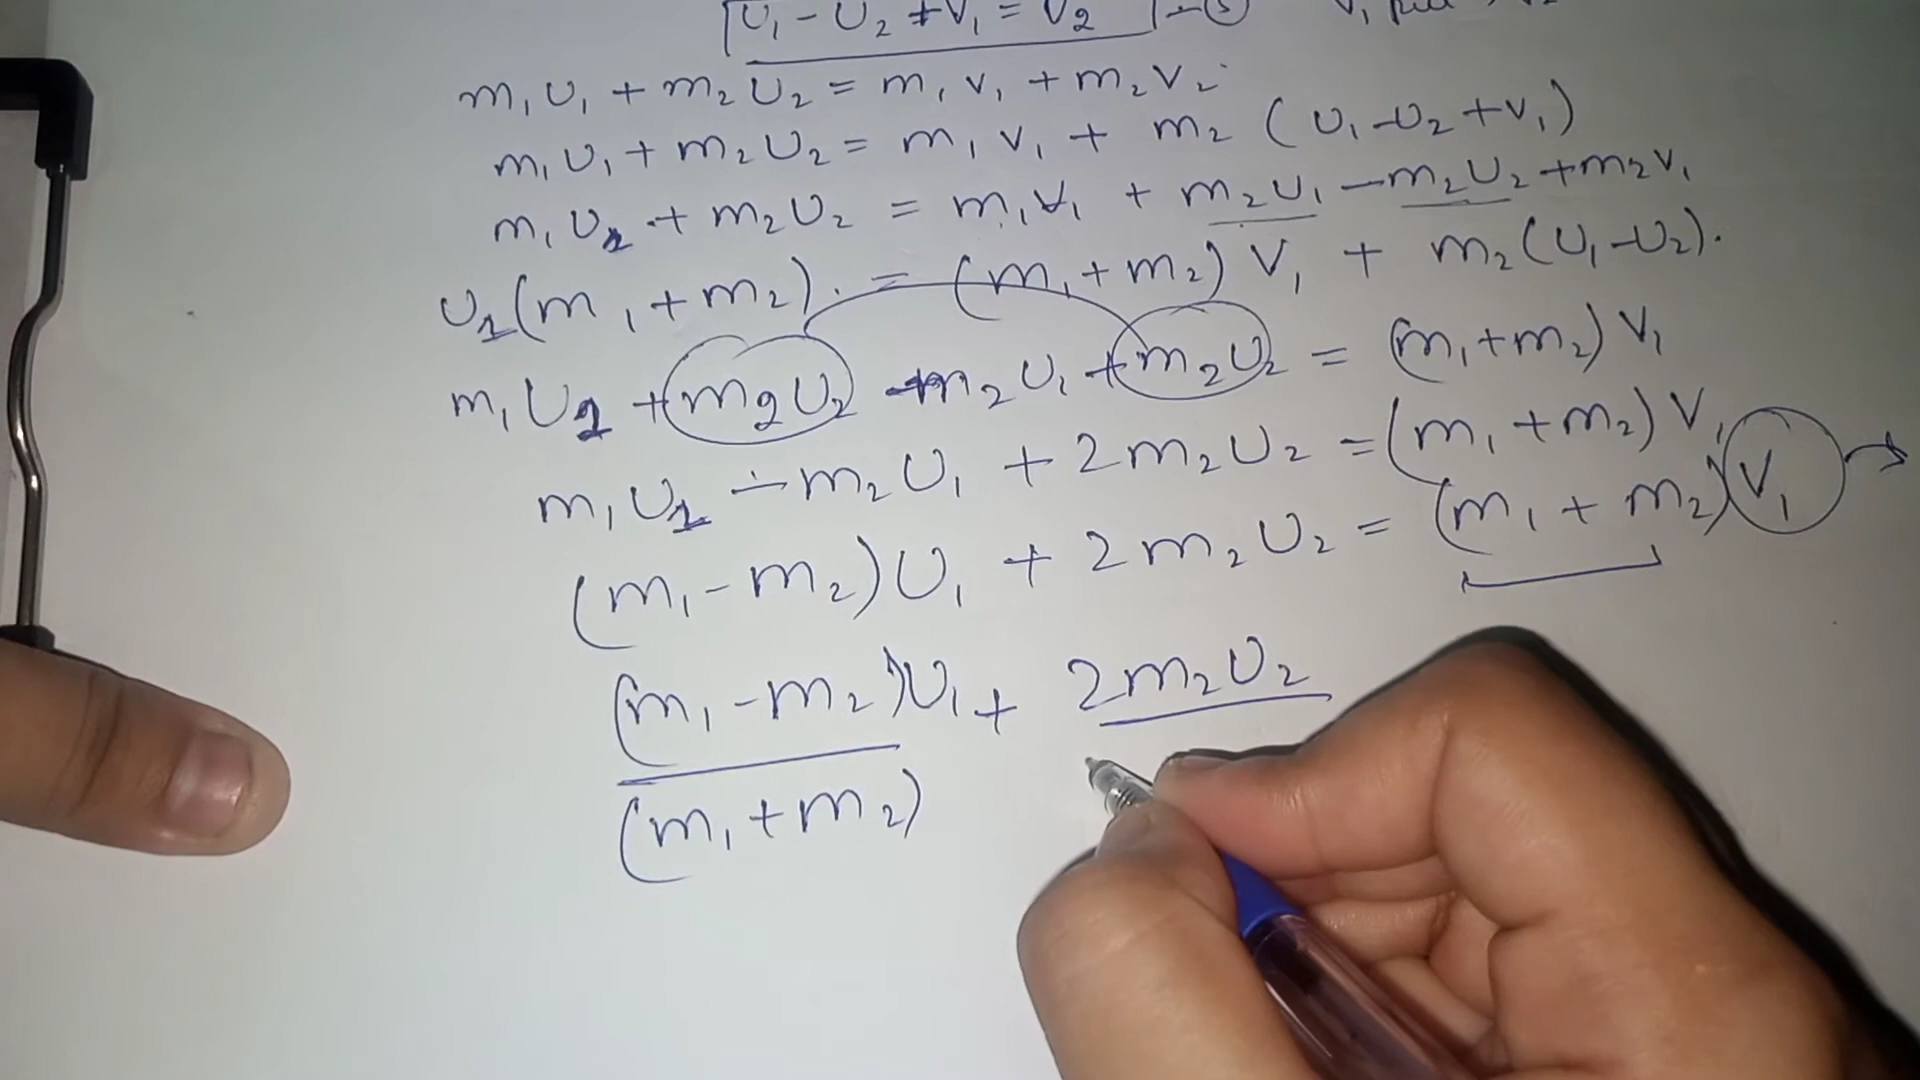 U₁ - U₂ + V₁ = V₂
m₁U₁ + m₂U₂ = m₁V₁ + m₂V₂
m₁U₁ + m₂U₂ = m₁V₁ + m₂ (U₁-U₂+V₁)
m₁U₂ + m₂U₂ = m₁V₁ + m₂U₁ - m₂U₂ + m₂V₁
U₁(m₁+m₂). = (m₁+m₂) V₁ + m₂(U₁-U₂).
m₁U₂ + m₂U₂ - m₂U₁ + m₂U₂ = (m₁+m₂) V₁
m₁U₁ - m₂U₁ + 2m₂U₂ = (m₁+m₂) V₁
(m₁-m₂)U₁ + 2m₂U₂ = (m₁+m₂) V₁ →
(m₁-m₂)U₁ + 2m₂U₂
(m₁+m₂)